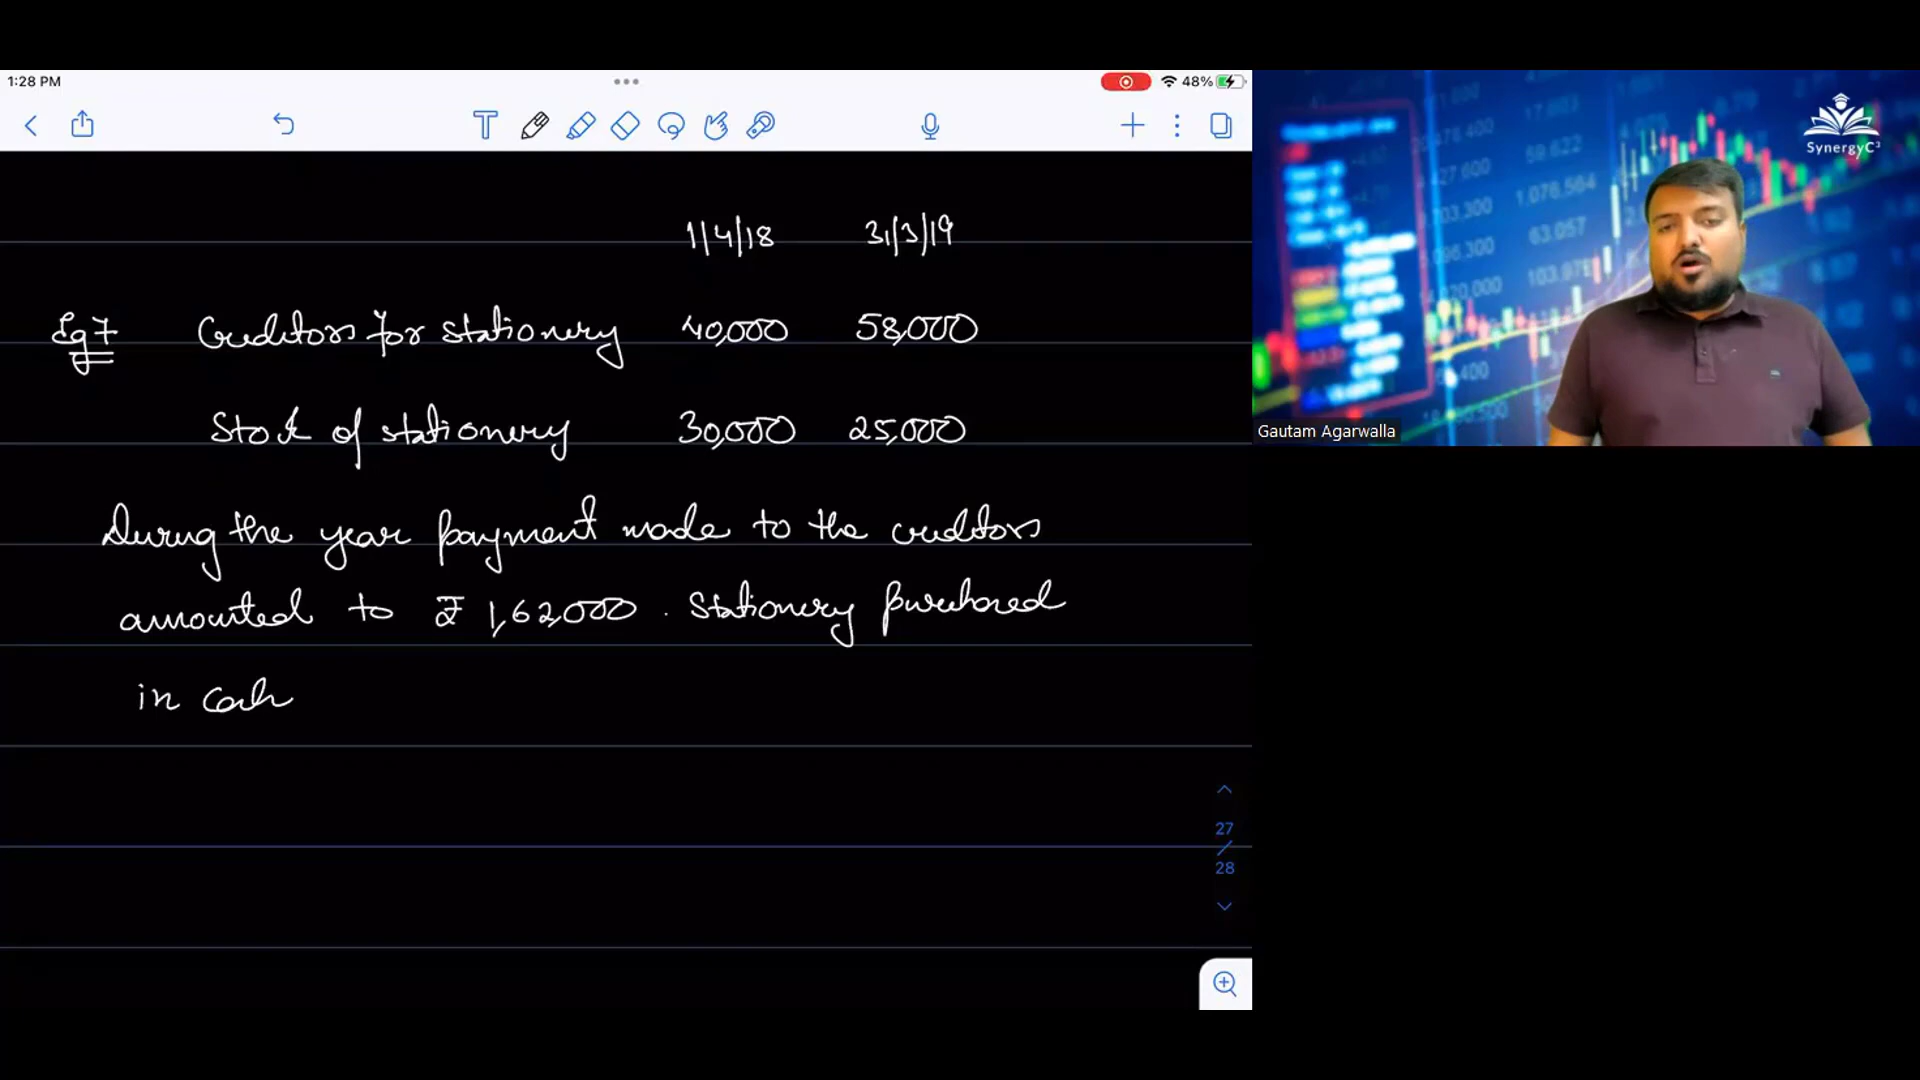 1:28 PM
48%
SynergyC³
1/4/18 31/3/19
Eg 7 Creditors for stationery 40,000 58,000
Stock of stationery 30,000 25,000
During the year payment made to the creditors
amounted to ₹ 1,62,000. Stationery purchased
in cash
Gautam Agarwalla
27
/
28